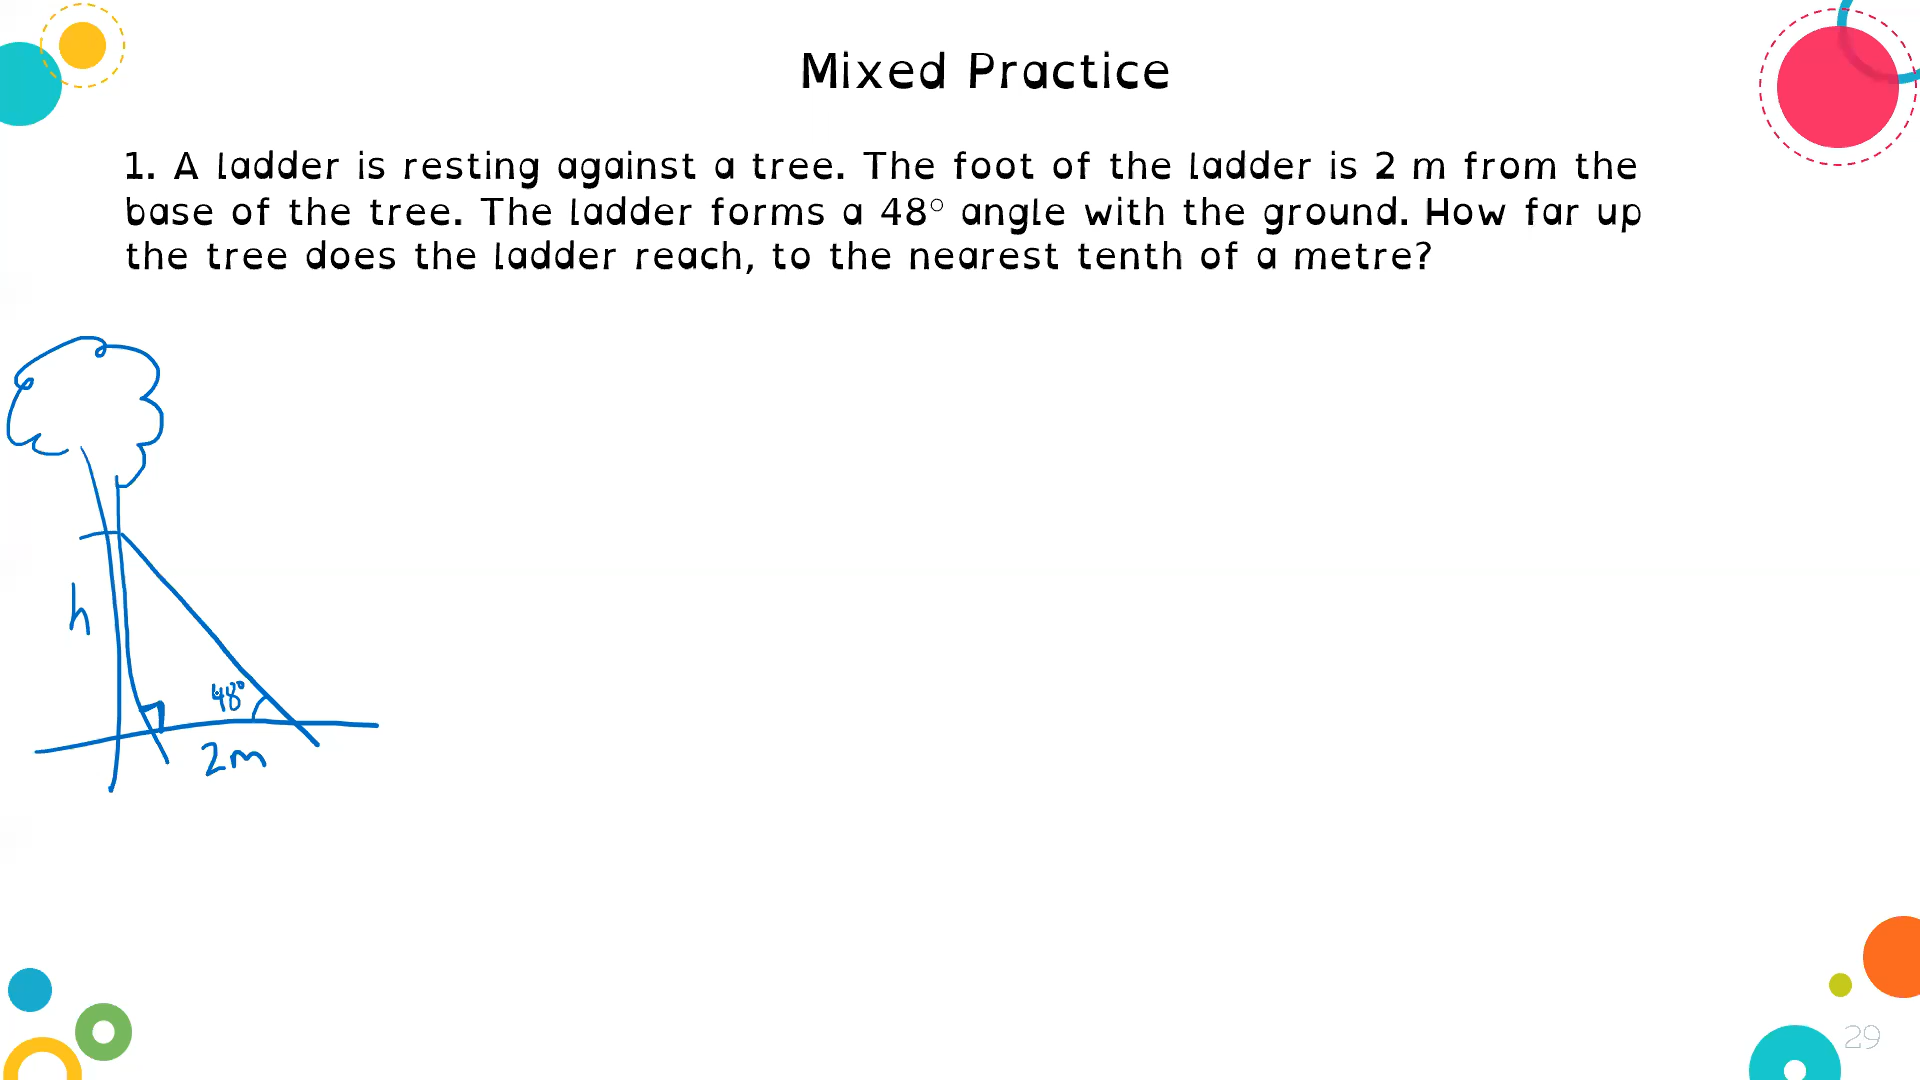 Mixed Practice
1. A ladder is resting against a tree. The foot of the ladder is 2 m from the
base of the tree. The ladder forms a 48° angle with the ground. How far up
the tree does the ladder reach, to the nearest tenth of a metre?
h
48°
2m
29